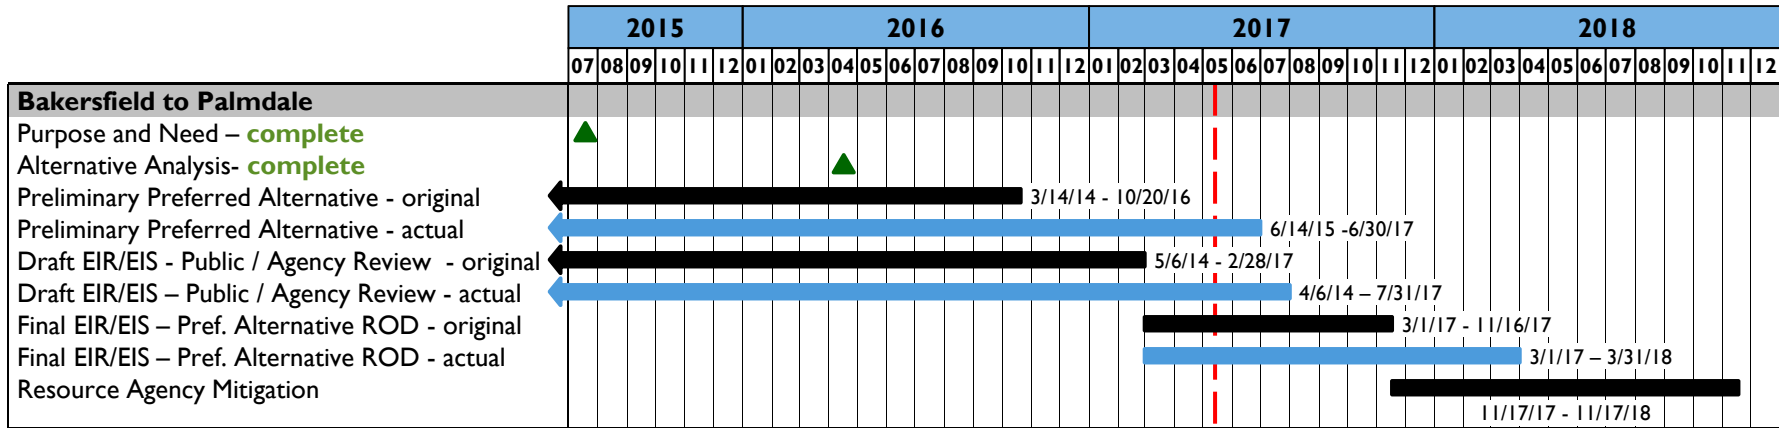 2015 2016 2017 2018
07 08 09 10 11 12 01 02 03 04 05 06 07 08 09 10 11 12 01 02 03 04 05 06 07 08 09 10 11 12 01 02 03 04 05 06 07 08 09 10 11 12
Bakersfield to Palmdale
Purpose and Need – complete
Alternative Analysis- complete
Preliminary Preferred Alternative - original 3/14/14 - 10/20/16
Preliminary Preferred Alternative - actual 6/14/15 -6/30/17
Draft EIR/EIS - Public / Agency Review - original 5/6/14 - 2/28/17
Draft EIR/EIS – Public / Agency Review - actual 4/6/14 – 7/31/17
Final EIR/EIS – Pref. Alternative ROD - original 3/1/17 - 11/16/17
Final EIR/EIS – Pref. Alternative ROD - actual 3/1/17 – 3/31/18
Resource Agency Mitigation
11/17/17 - 11/17/18